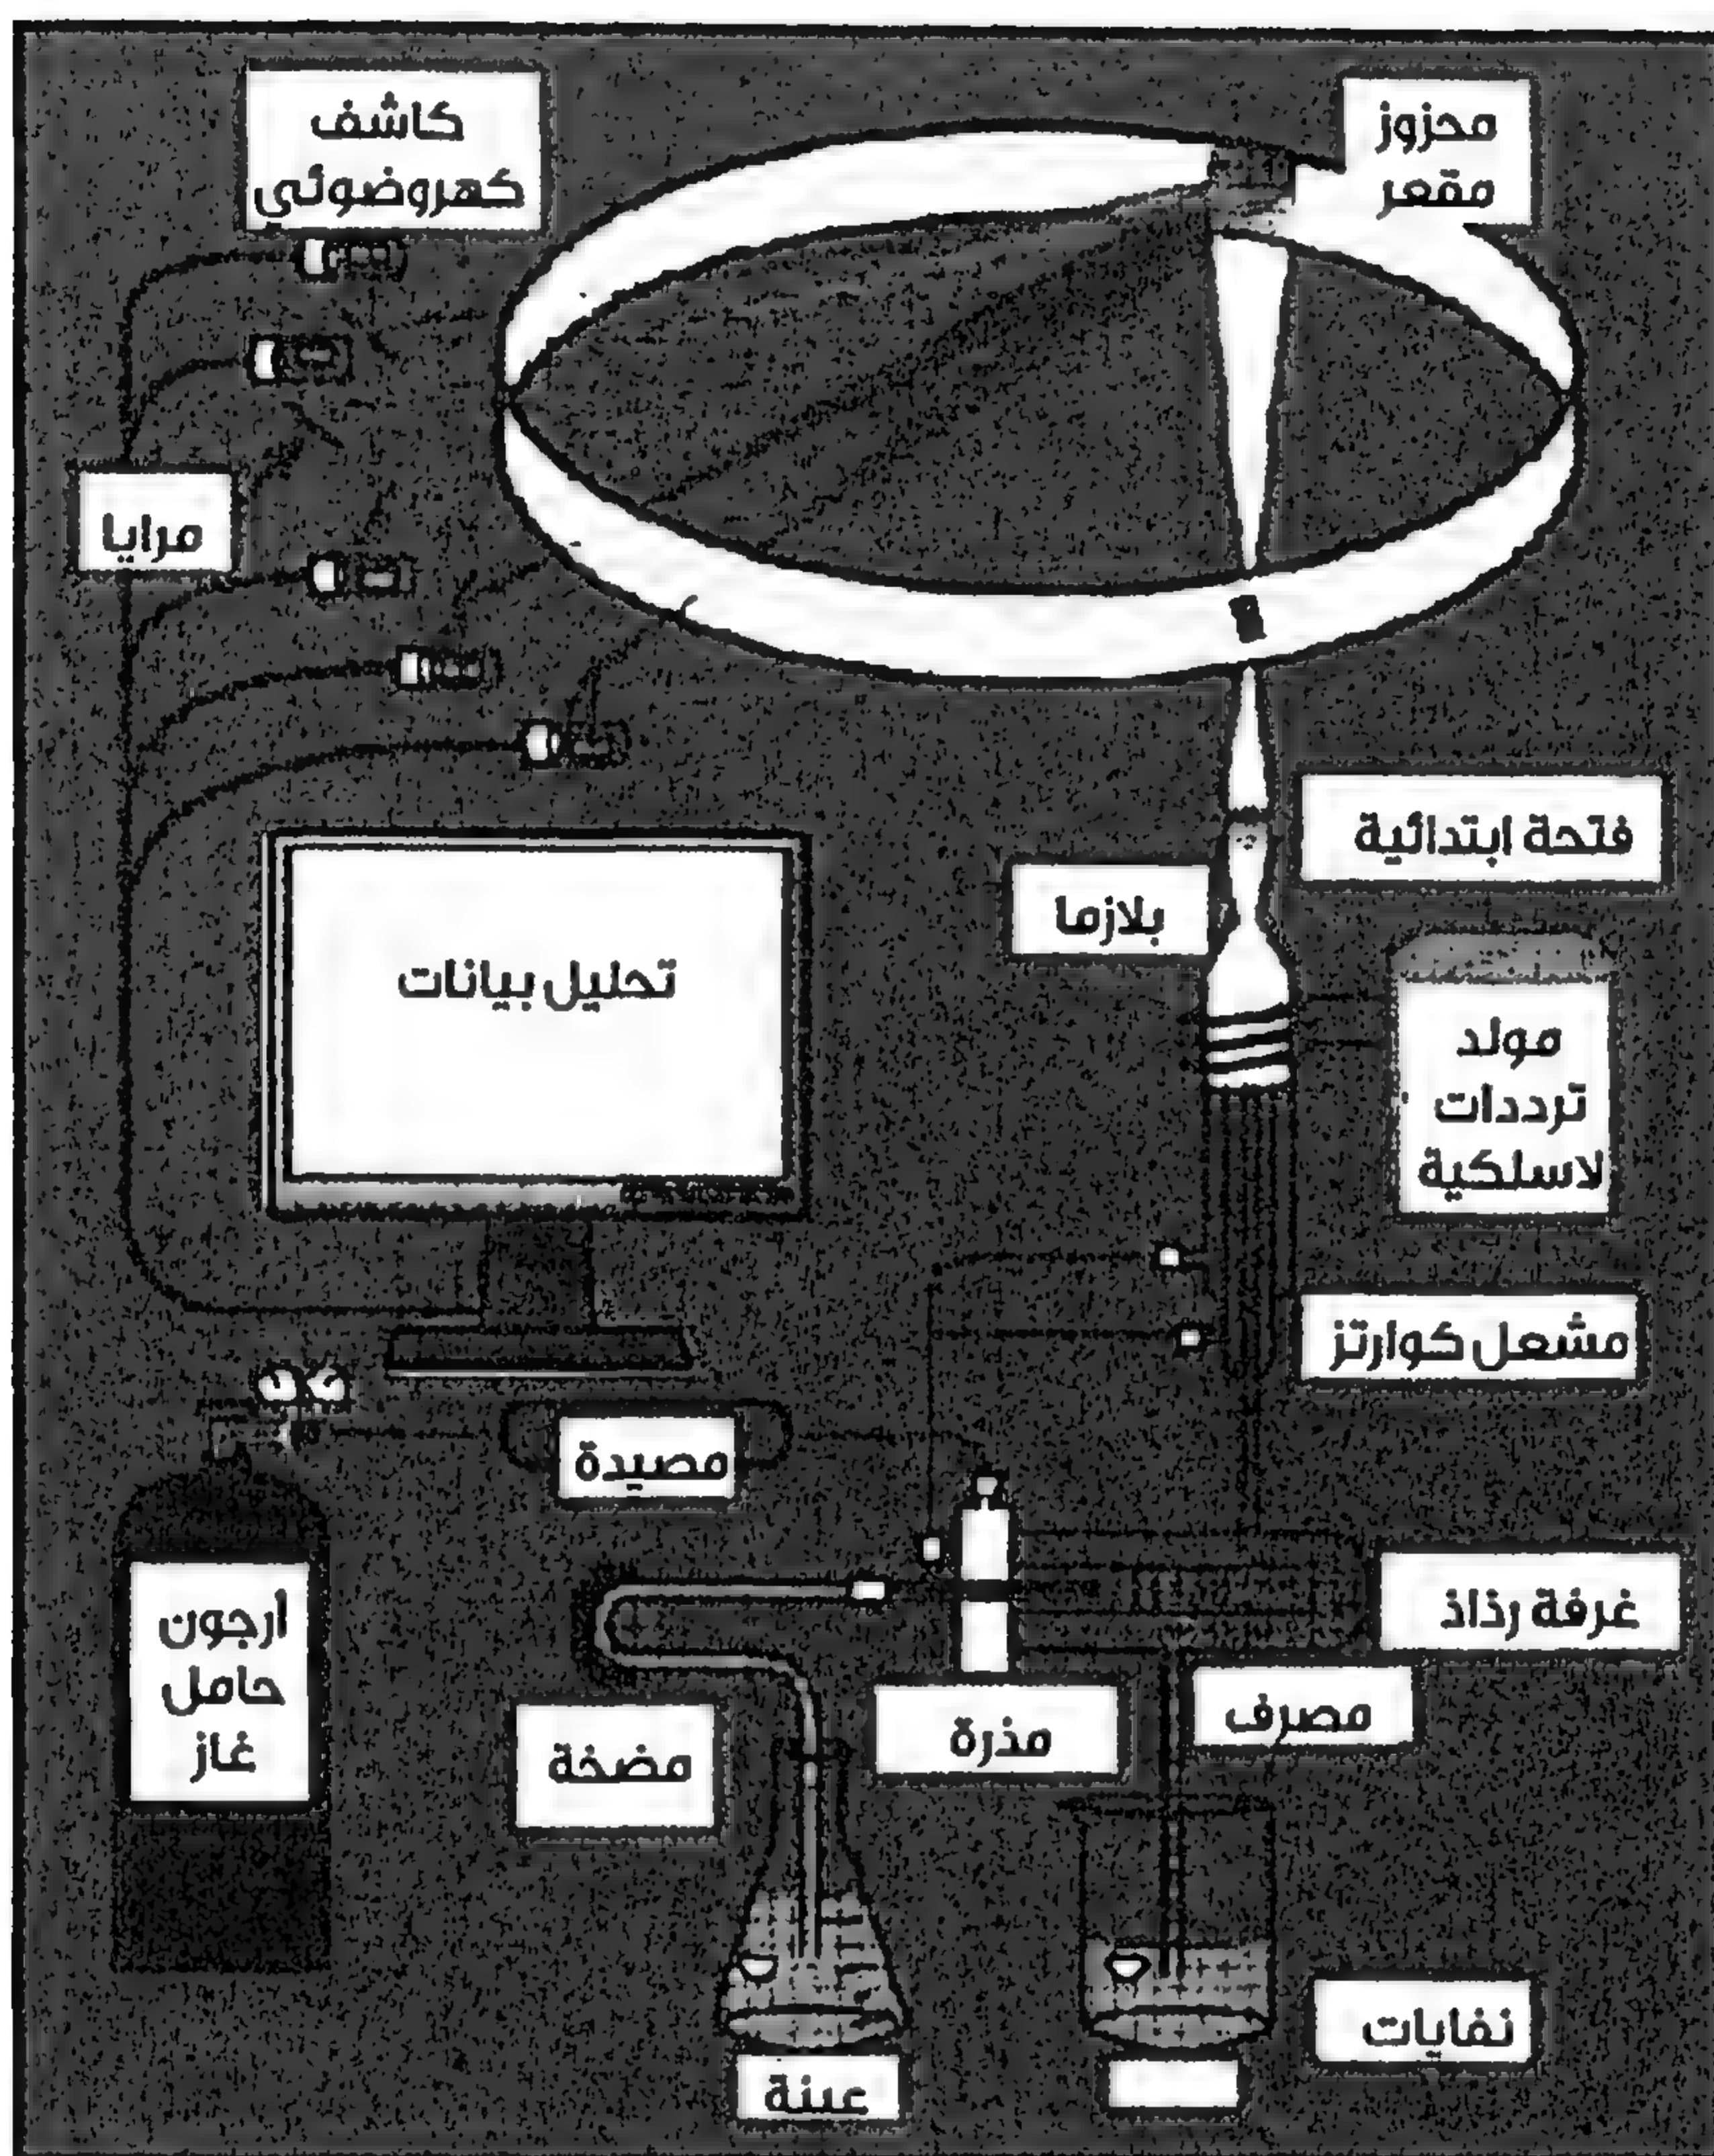 محزوز
مقعر
كاشف
كهروضوئي
مرايا
فتحة ابتدائية
بلازما
تحليل بيانات
مولد
ترددات
لاسلكية
مشعل كوارتز
مصيدة
غرفة رذاذ
أرجون
حامل
غاز
مصرف
مذرة
مضخة
نفايات
عينة